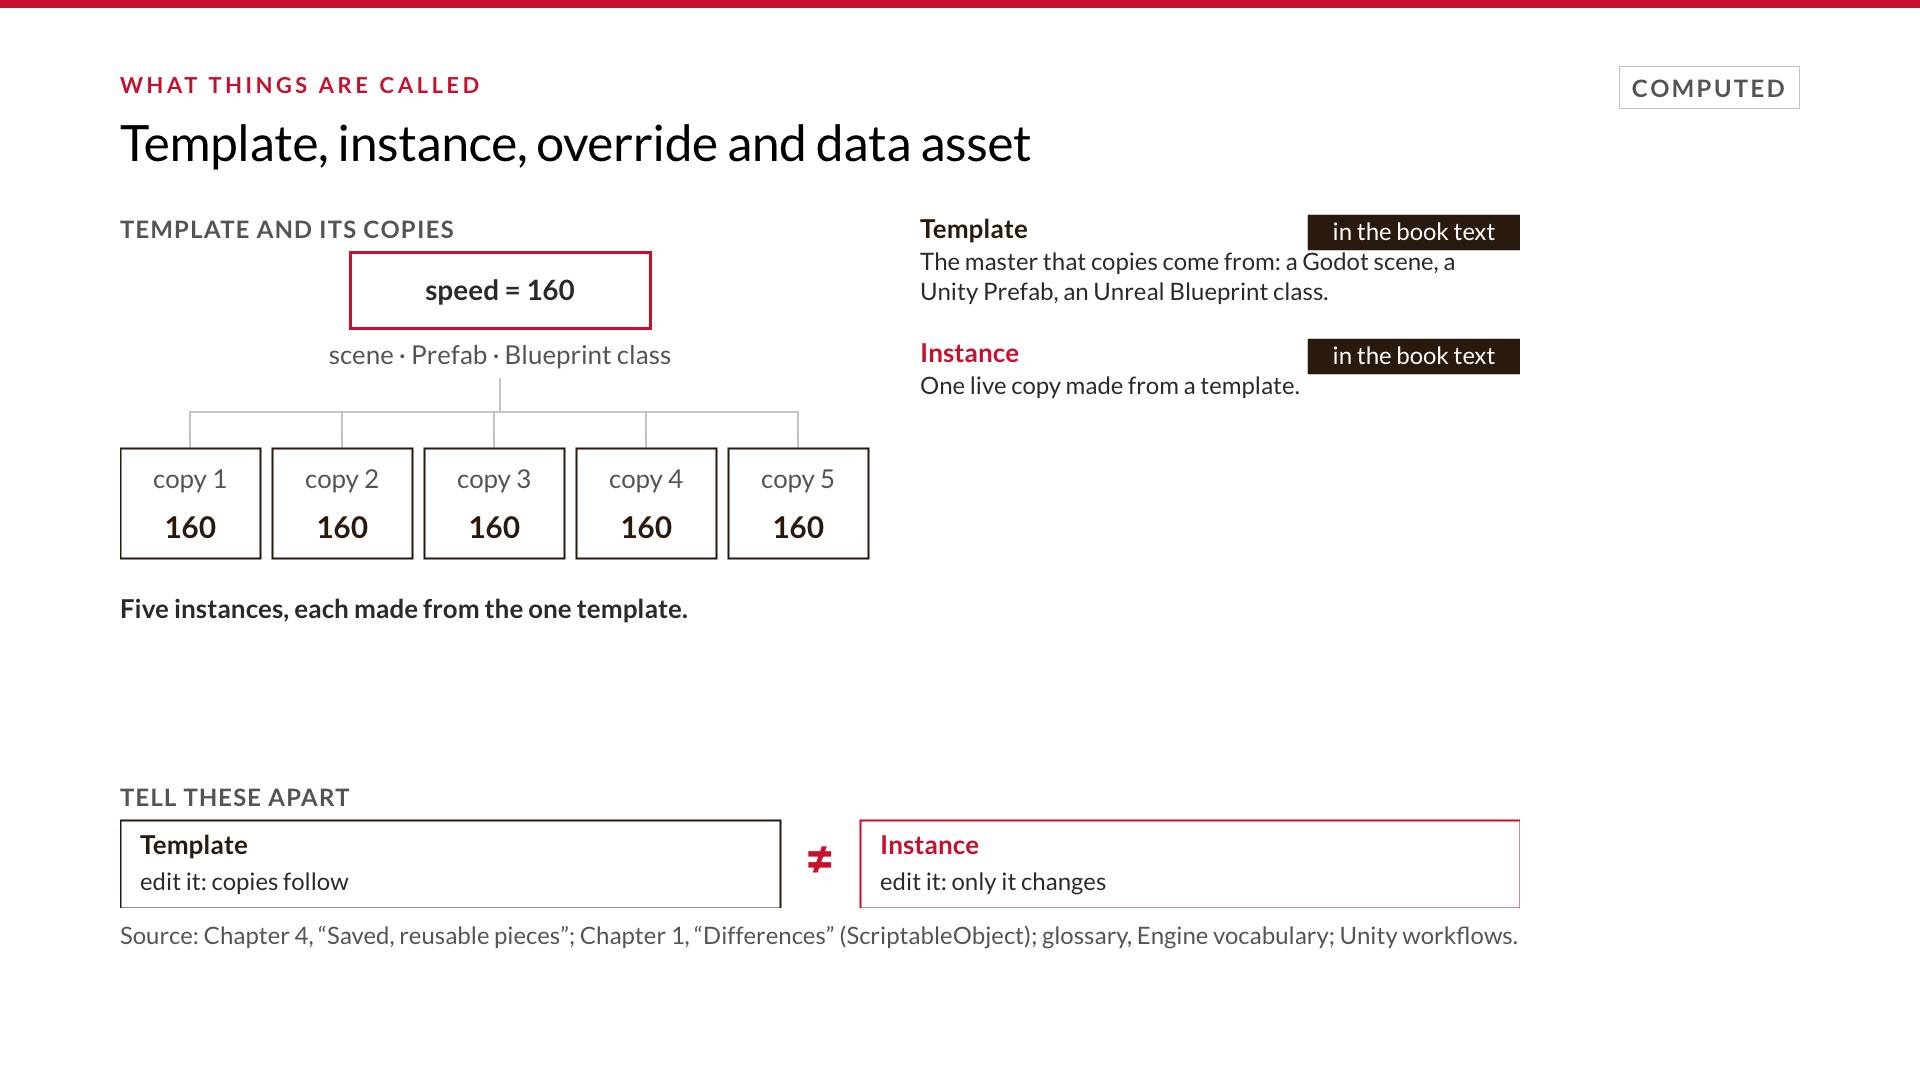 WHAT THINGS ARE CALLED
COMPUTED
Template, instance, override and data asset
TEMPLATE AND ITS COPIES
speed = 160
scene · Prefab · Blueprint class
copy 1
copy 2
copy 3
copy 4
copy 5
160
160
160
160
160
Five instances, each made from the one template.
Template
in the book text
The master that copies come from: a Godot scene, a
Unity Prefab, an Unreal Blueprint class.
Instance
in the book text
One live copy made from a template.
TELL THESE APART
Template
edit it: copies follow
≠
Instance
edit it: only it changes
Source: Chapter 4, “Saved, reusable pieces”; Chapter 1, “Differences” (ScriptableObject); glossary, Engine vocabulary; Unity workflows.